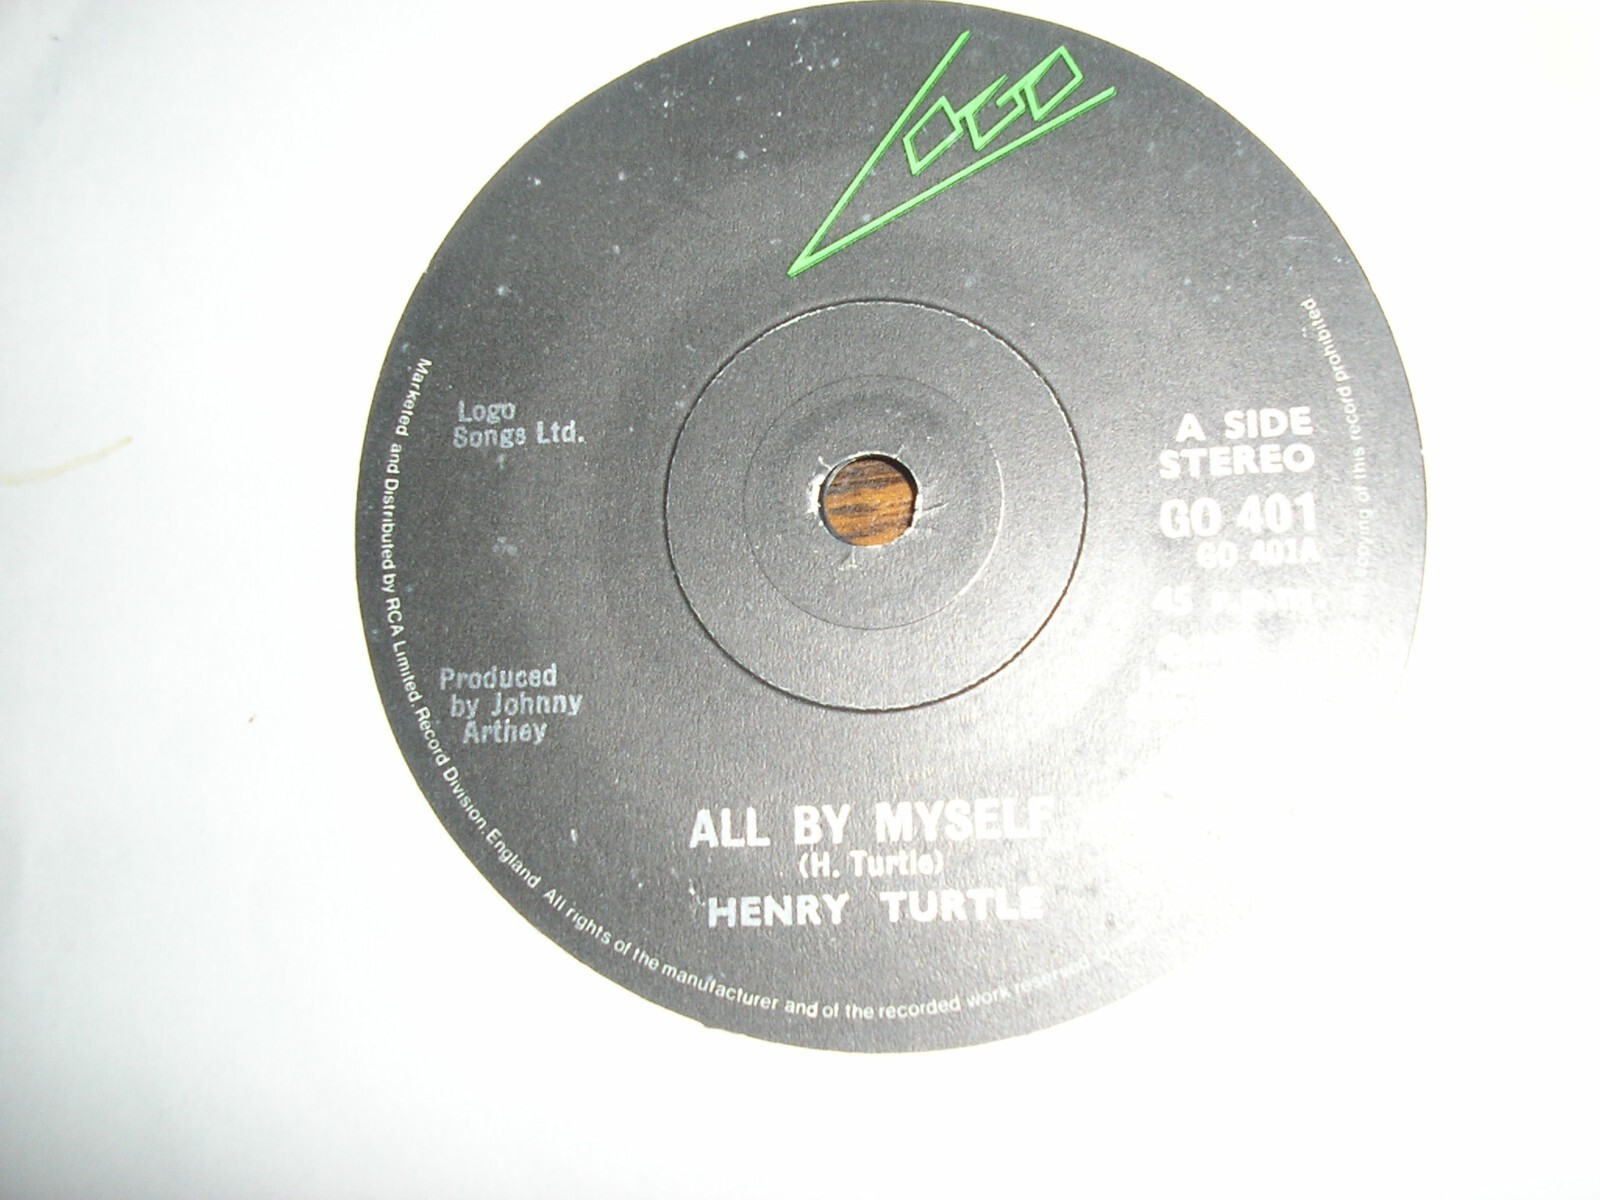 LOGO
Logo
Songs Ltd.
A SIDE
STEREO
GO 401
GO 401A
45
Produced
by Johnny
Arthey
ALL BY MYSELF
(H. Turtle)
HENRY TURTLE
Marketed and Distributed by RCA Limited. Record Division. England. All rights of the manufacturer and of the recorded work reserved
copying of this record prohibited